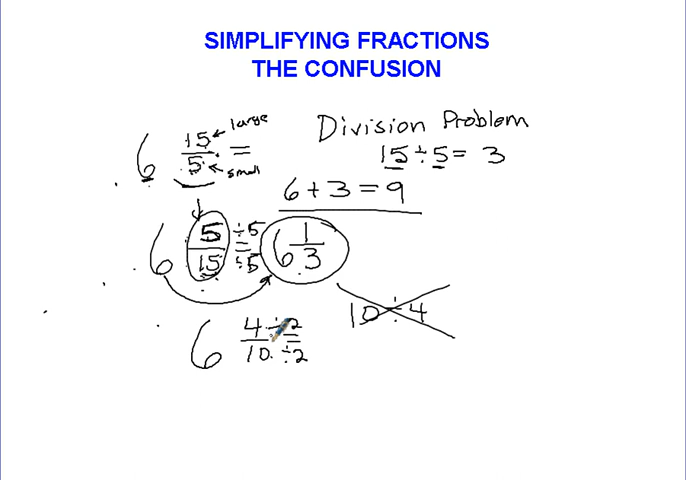 SIMPLIFYING FRACTIONS
THE CONFUSION
6 15/5 =
large
small
Division Problem
15 ÷ 5 = 3
6 + 3 = 9
6 5/15 ÷5/÷5 = 6 1/3
10 ÷ 4
6 4/10 ÷2/÷2 =